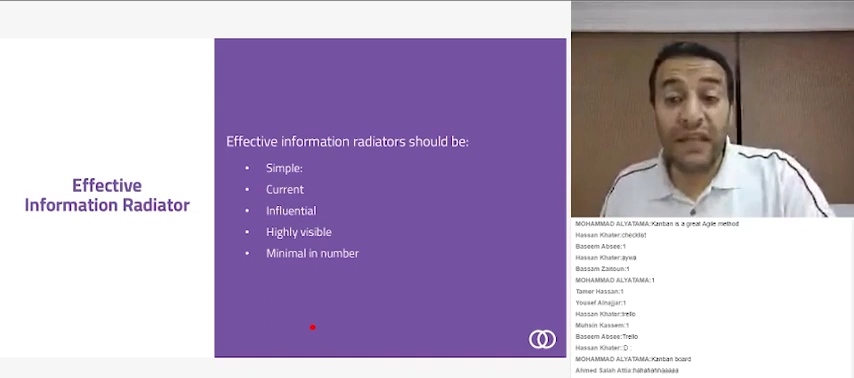 Effective
Information Radiator
Effective information radiators should be:
• Simple:
• Current
• Influential
• Highly visible
• Minimal in number
MOHAMMAD ALYATAMA:Kanban is a great Agile method
Hassan Khater:checklist
Baseem Absee:1
Hassan Khater:aywa
Bassam Zaitoun:1
MOHAMMAD ALYATAMA:1
Tamer Hassan:1
Yousef Alnajjar:1
Hassan Khater:trello
Muhsin Kassem:1
Baseem Absee:Trello
Hassan Khater::D :
MOHAMMAD ALYATAMA:Kanban board
Ahmed Salah Attia:hahahahhaaaaa